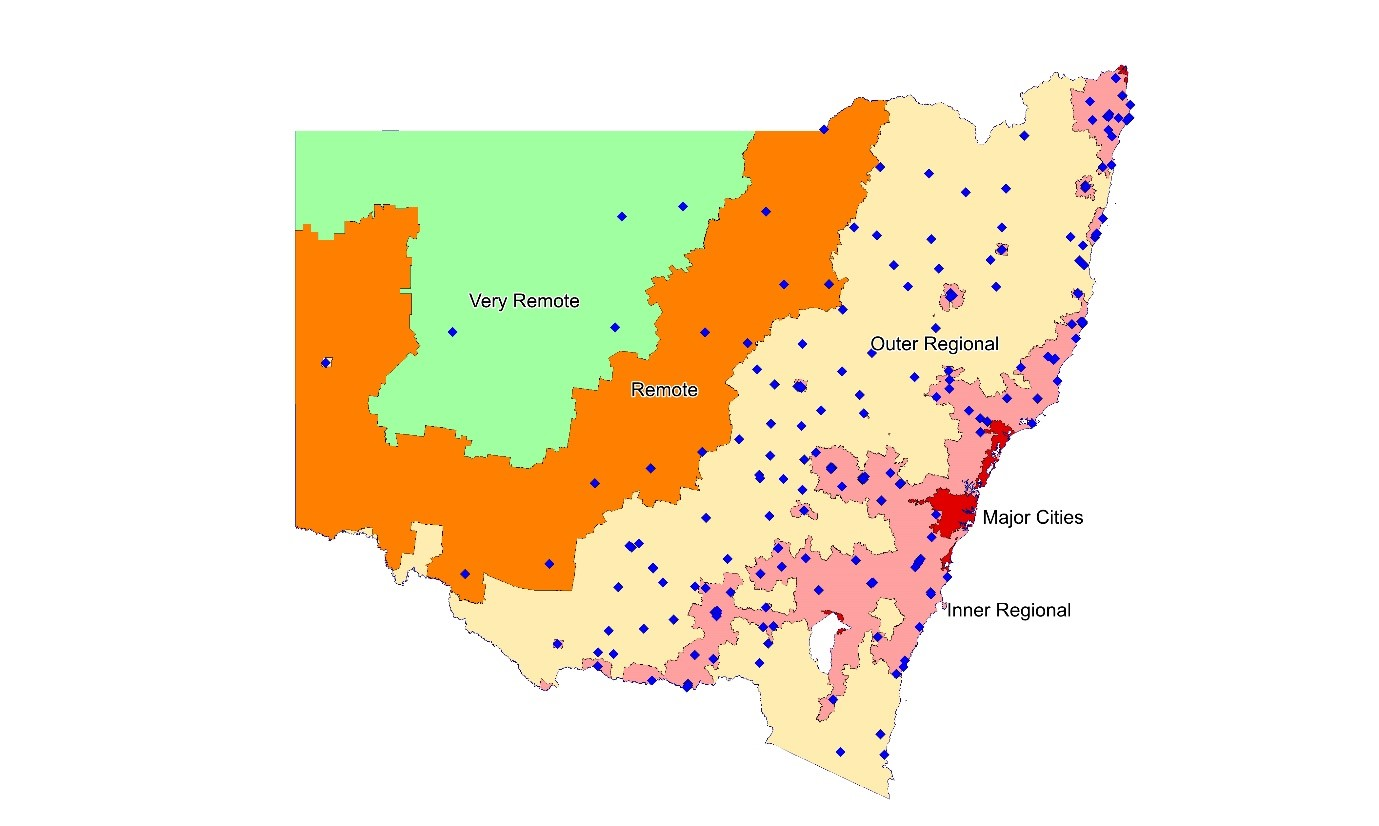 Very Remote
Outer Regional
Remote
Major Cities
Inner Regional